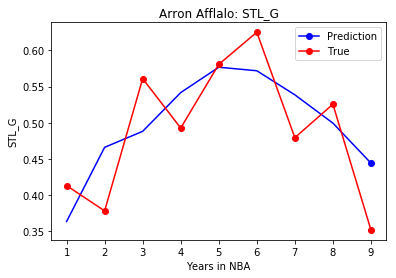 Arron Afflalo: STL_G
Prediction
True
0.60
0.55
0.50
0.45
0.40
0.35
STL_G
1 2 3 4 5 6 7 8 9
Years in NBA